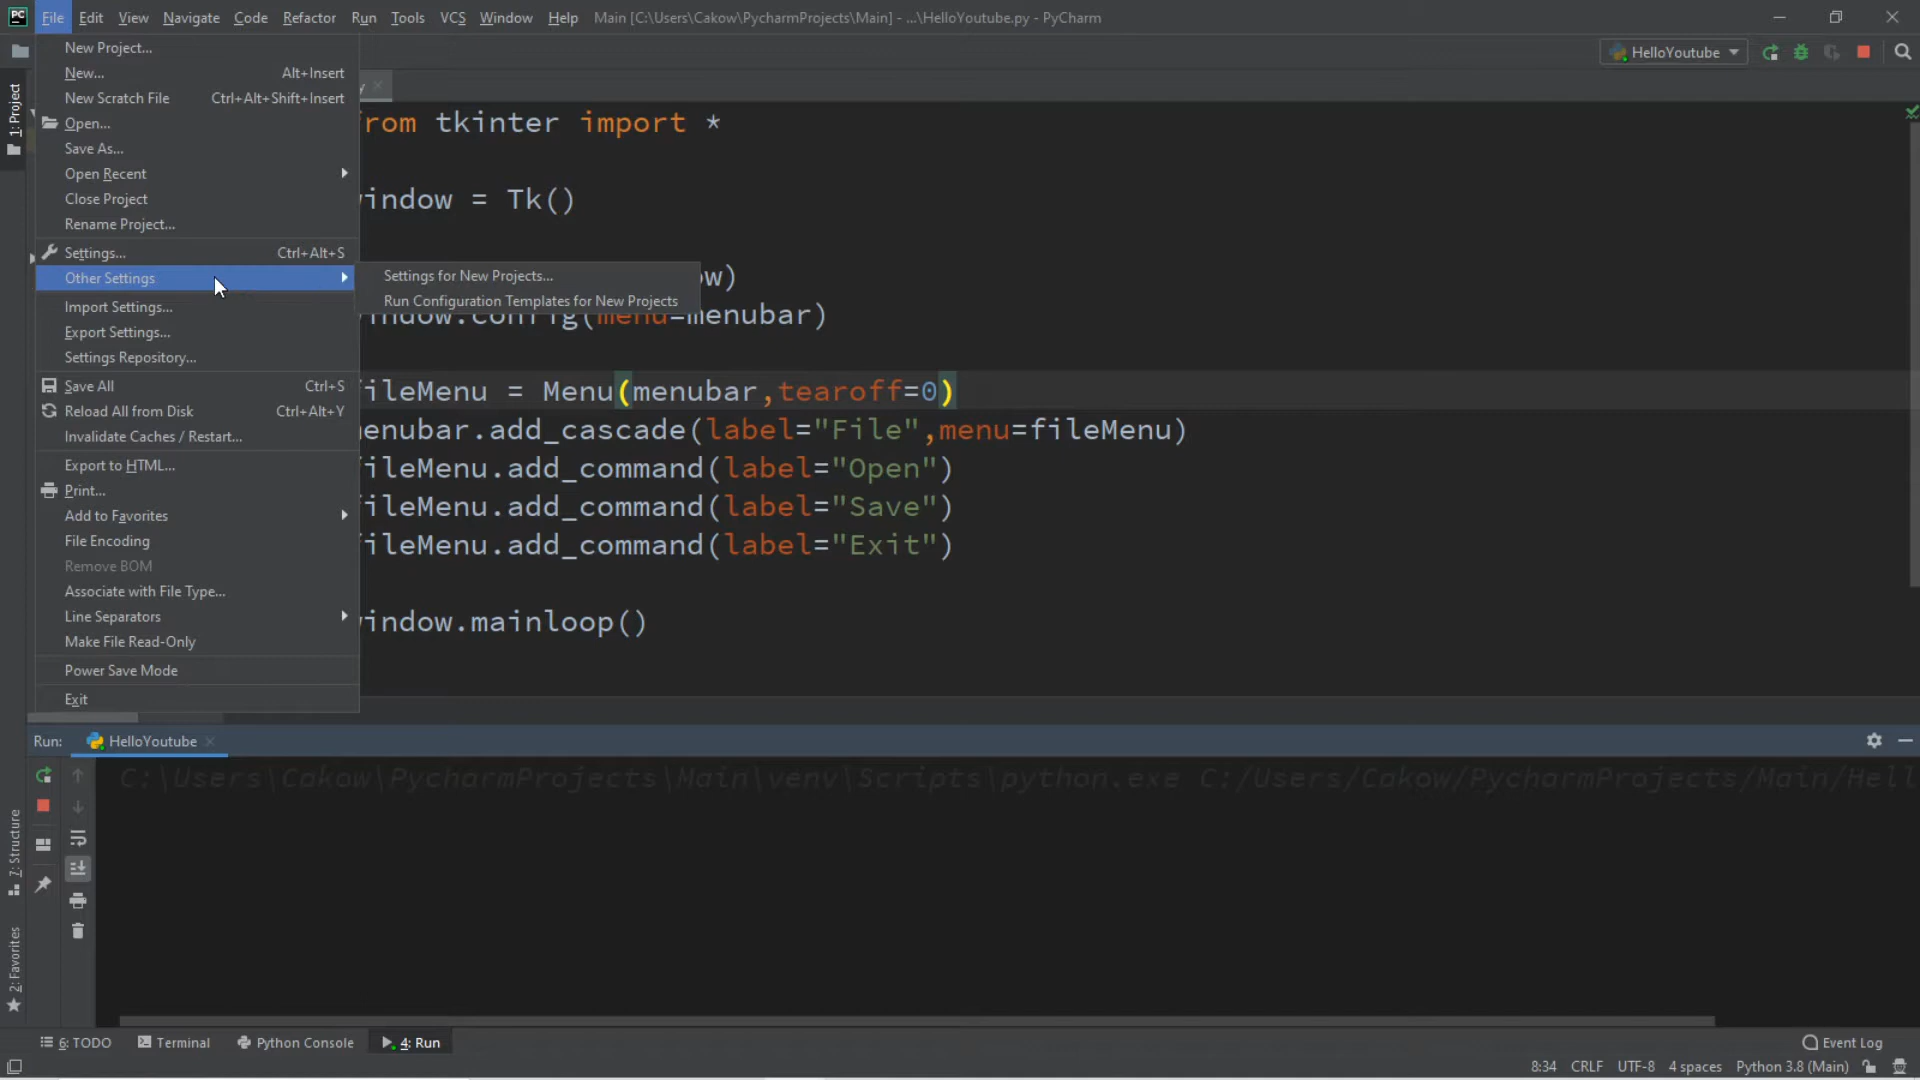 PC File Edit View Navigate Code Refactor Run Tools VCS Window Help Main [C:\Users\Cakow\PycharmProjects\Main] - ...\HelloYoutube.py - PyCharm
HelloYoutube
1: Project
New Project...
New... Alt+Insert
New Scratch File Ctrl+Alt+Shift+Insert
Open...
Save As...
Open Recent
Close Project
Rename Project...
Settings... Ctrl+Alt+S
Other Settings
Import Settings...
Export Settings...
Settings Repository...
Save All Ctrl+S
Reload All from Disk Ctrl+Alt+Y
Invalidate Caches / Restart...
Export to HTML...
Print...
Add to Favorites
File Encoding
Remove BOM
Associate with File Type...
Line Separators
Make File Read-Only
Power Save Mode
Exit
Settings for New Projects...
Run Configuration Templates for New Projects
rom tkinter import *
indow = Tk()
ow)
indow.config(menu=menubar)
ileMenu = Menu(menubar,tearoff=0)
enubar.add_cascade(label="File",menu=fileMenu)
ileMenu.add_command(label="Open")
ileMenu.add_command(label="Save")
ileMenu.add_command(label="Exit")
indow.mainloop()
Run: HelloYoutube
C:\Users\Cakow\PycharmProjects\Main\venv\Scripts\python.exe C:/Users/Cakow/PycharmProjects/Main/Hell
7: Structure
2: Favorites
6: TODO Terminal Python Console 4: Run Event Log
8:34 CRLF UTF-8 4 spaces Python 3.8 (Main)